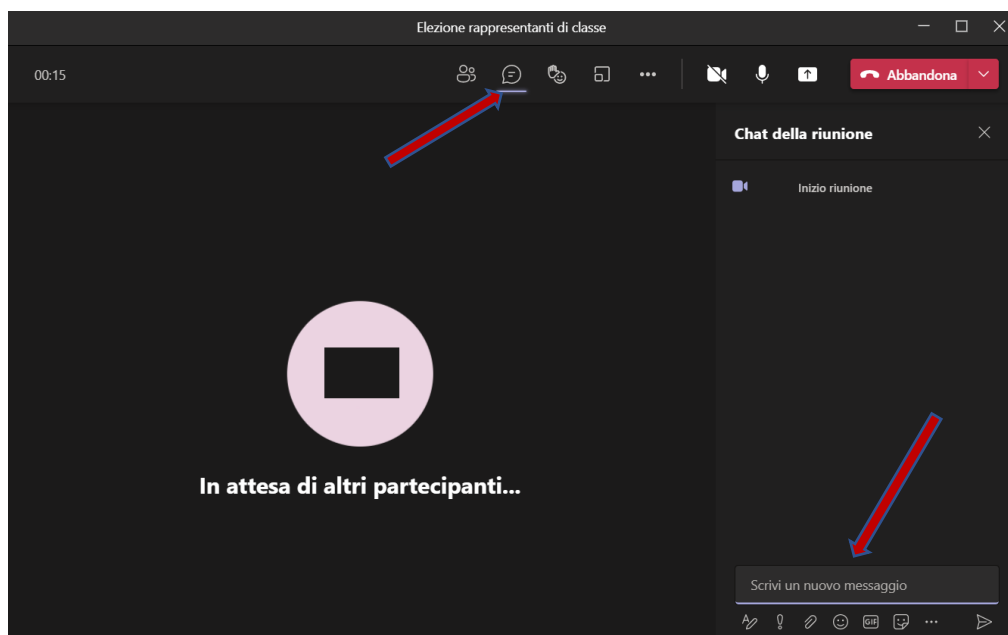 Elezione rappresentanti di classe
00:15
Abbandona
Chat della riunione
Inizio riunione
In attesa di altri partecipanti...
Scrivi un nuovo messaggio
GIF